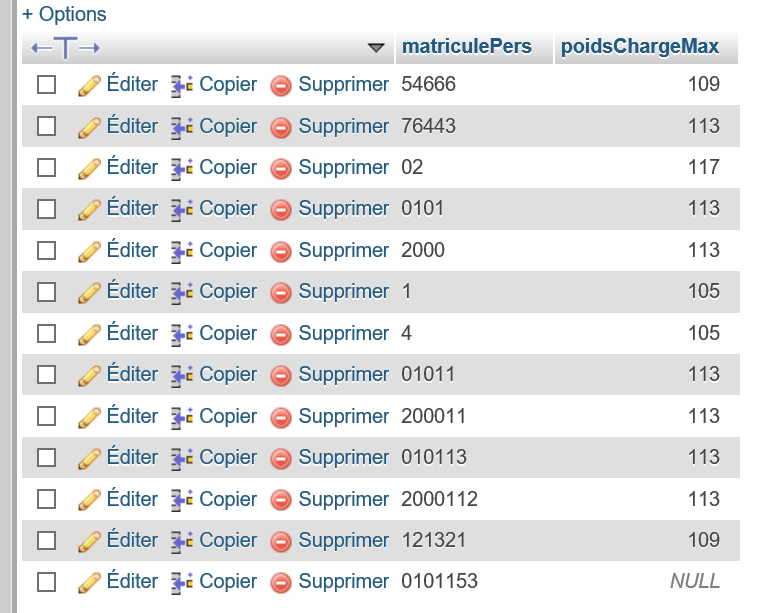 + Options
matriculePers poidsChargeMax
Éditer Copier Supprimer 54666 109
Éditer Copier Supprimer 76443 113
Éditer Copier Supprimer 02 117
Éditer Copier Supprimer 0101 113
Éditer Copier Supprimer 2000 113
Éditer Copier Supprimer 1 105
Éditer Copier Supprimer 4 105
Éditer Copier Supprimer 01011 113
Éditer Copier Supprimer 200011 113
Éditer Copier Supprimer 010113 113
Éditer Copier Supprimer 2000112 113
Éditer Copier Supprimer 121321 109
Éditer Copier Supprimer 0101153 NULL